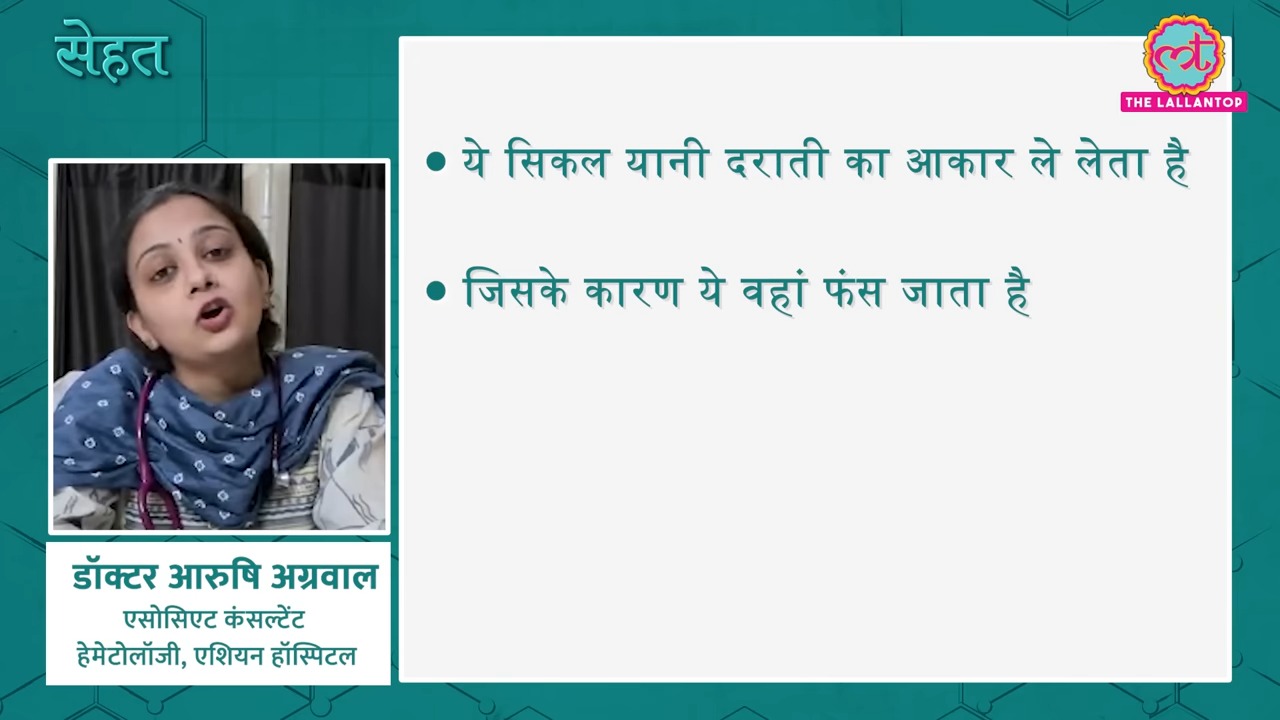 सेहत
THE LALLANTOP
• ये सिकल यानी दराती का आकार ले लेता है
• जिसके कारण ये वहां फंस जाता है
डॉक्टर आरुषि अग्रवाल
एसोसिएट कंसल्टेंट
हेमेटोलॉजी, एशियन हॉस्पिटल